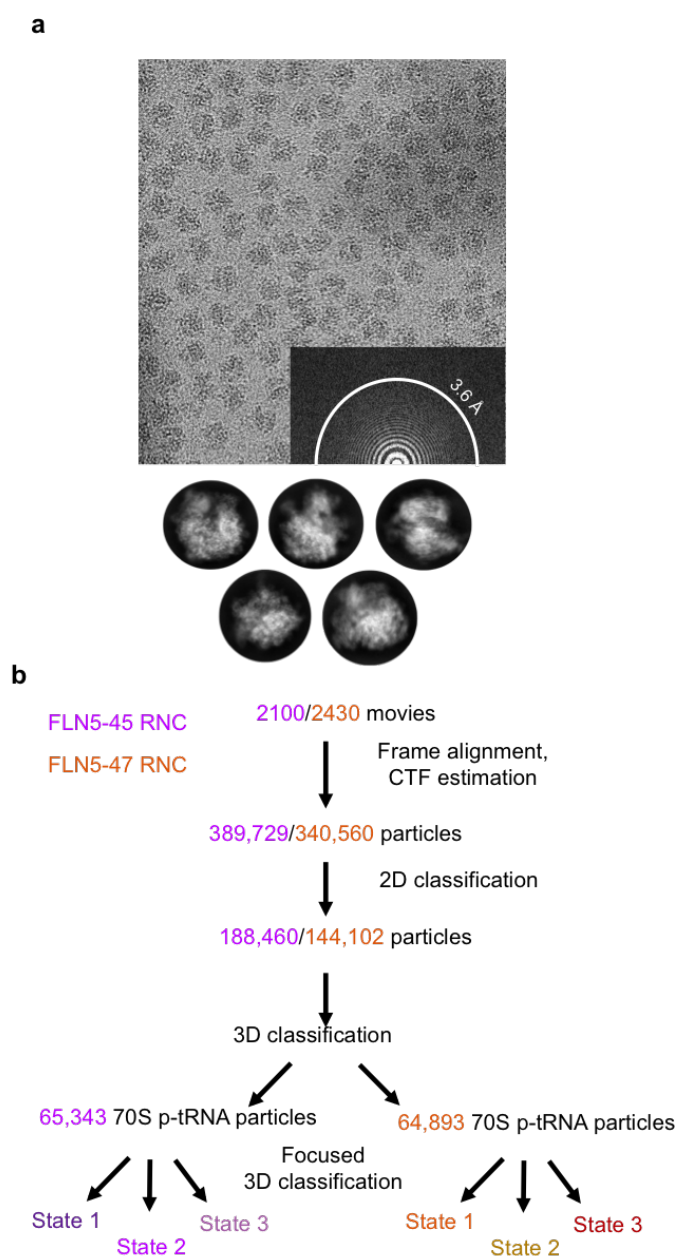 a
3.6 Å
b
FLN5-45 RNC
FLN5-47 RNC
2100/2430 movies
Frame alignment,
CTF estimation
389,729/340,560 particles
2D classification
188,460/144,102 particles
3D classification
65,343 70S p-tRNA particles
64,893 70S p-tRNA particles
Focused
3D classification
State 1
State 2
State 3
State 1
State 2
State 3